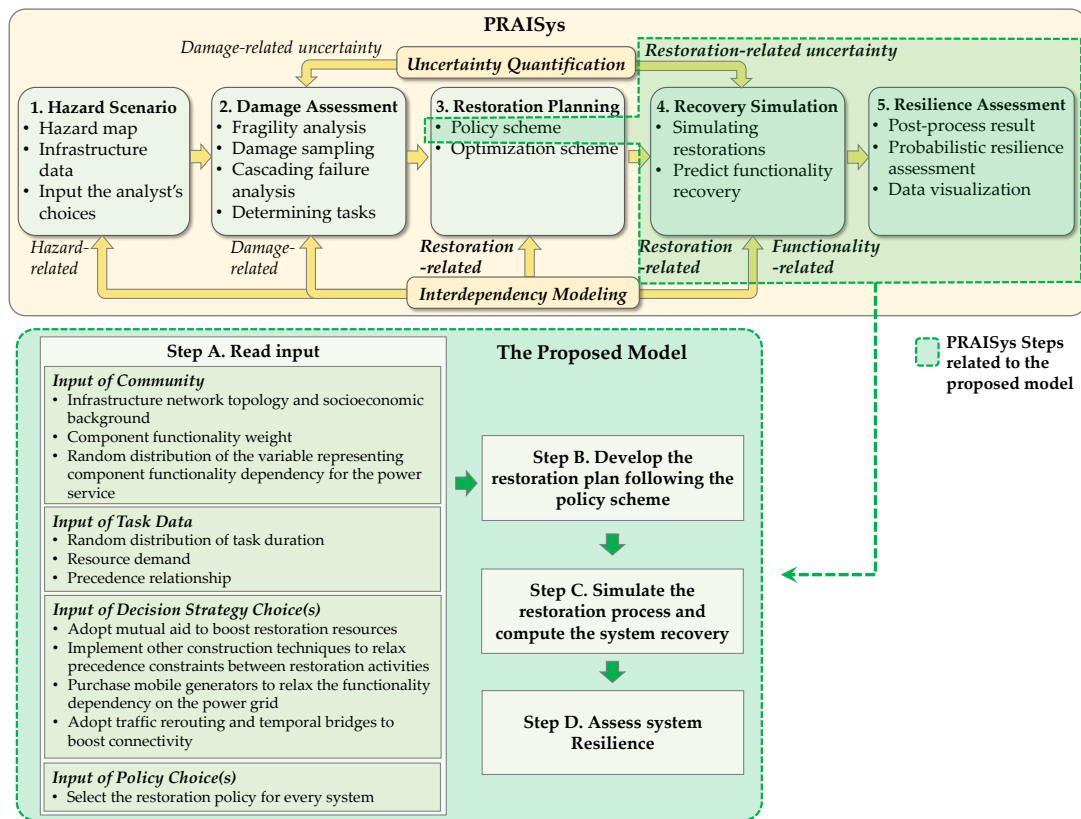 PRAISys
Damage-related uncertainty
Restoration-related uncertainty
Uncertainty Quantification
1. Hazard Scenario
• Hazard map
• Infrastructure
data
• Input the analyst's
choices
2. Damage Assessment
• Fragility analysis
• Damage sampling
• Cascading failure
analysis
• Determining tasks
3. Restoration Planning
• Policy scheme
• Optimization scheme
4. Recovery Simulation
• Simulating
restorations
• Predict functionality
recovery
5. Resilience Assessment
• Post-process result
• Probabilistic resilience
assessment
• Data visualization
Hazard-
related
Damage-
related
Restoration
-related
Restoration
-related
Functionality
-related
Interdependency Modeling
Step A. Read input
Input of Community
• Infrastructure network topology and socioeconomic
background
• Component functionality weight
• Random distribution of the variable representing
component functionality dependency for the power
service
Input of Task Data
• Random distribution of task duration
• Resource demand
• Precedence relationship
Input of Decision Strategy Choice(s)
• Adopt mutual aid to boost restoration resources
• Implement other construction techniques to relax
precedence constraints between restoration activities
• Purchase mobile generators to relax the functionality
dependency on the power grid
• Adopt traffic rerouting and temporal bridges to
boost connectivity
Input of Policy Choice(s)
• Select the restoration policy for every system
The Proposed Model
Step B. Develop the
restoration plan following the
policy scheme
Step C. Simulate the
restoration process and
compute the system recovery
Step D. Assess system
Resilience
PRAISys Steps
related to the
proposed model